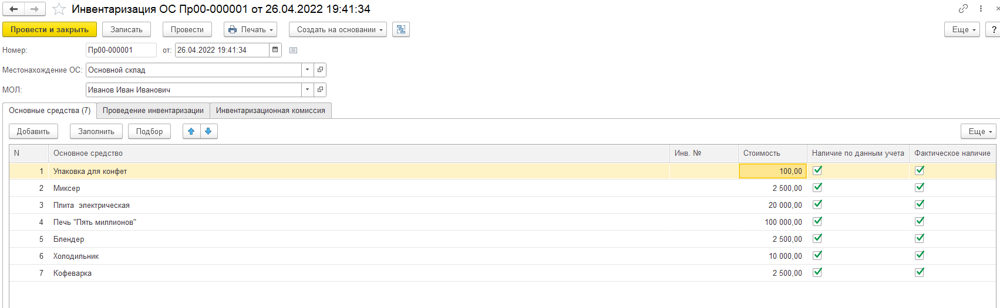 Инвентаризация ОС Пр00-000001 от 26.04.2022 19:41:34
Провести и закрыть Записать Провести Печать Создать на основании Еще ?
Номер: Пр00-000001 от: 26.04.2022 19:41:34
Местонахождение ОС: Основной склад
МОЛ: Иванов Иван Иванович
Основные средства (7) Проведение инвентаризации Инвентаризационная комиссия
Добавить Заполнить Подбор Еще
N Основное средство Инв. № Стоимость Наличие по данным учета Фактическое наличие
1 Упаковка для конфет 100,00
2 Миксер 2 500,00
3 Плита электрическая 20 000,00
4 Печь "Пять миллионов" 100 000,00
5 Блендер 2 500,00
6 Холодильник 10 000,00
7 Кофеварка 2 500,00